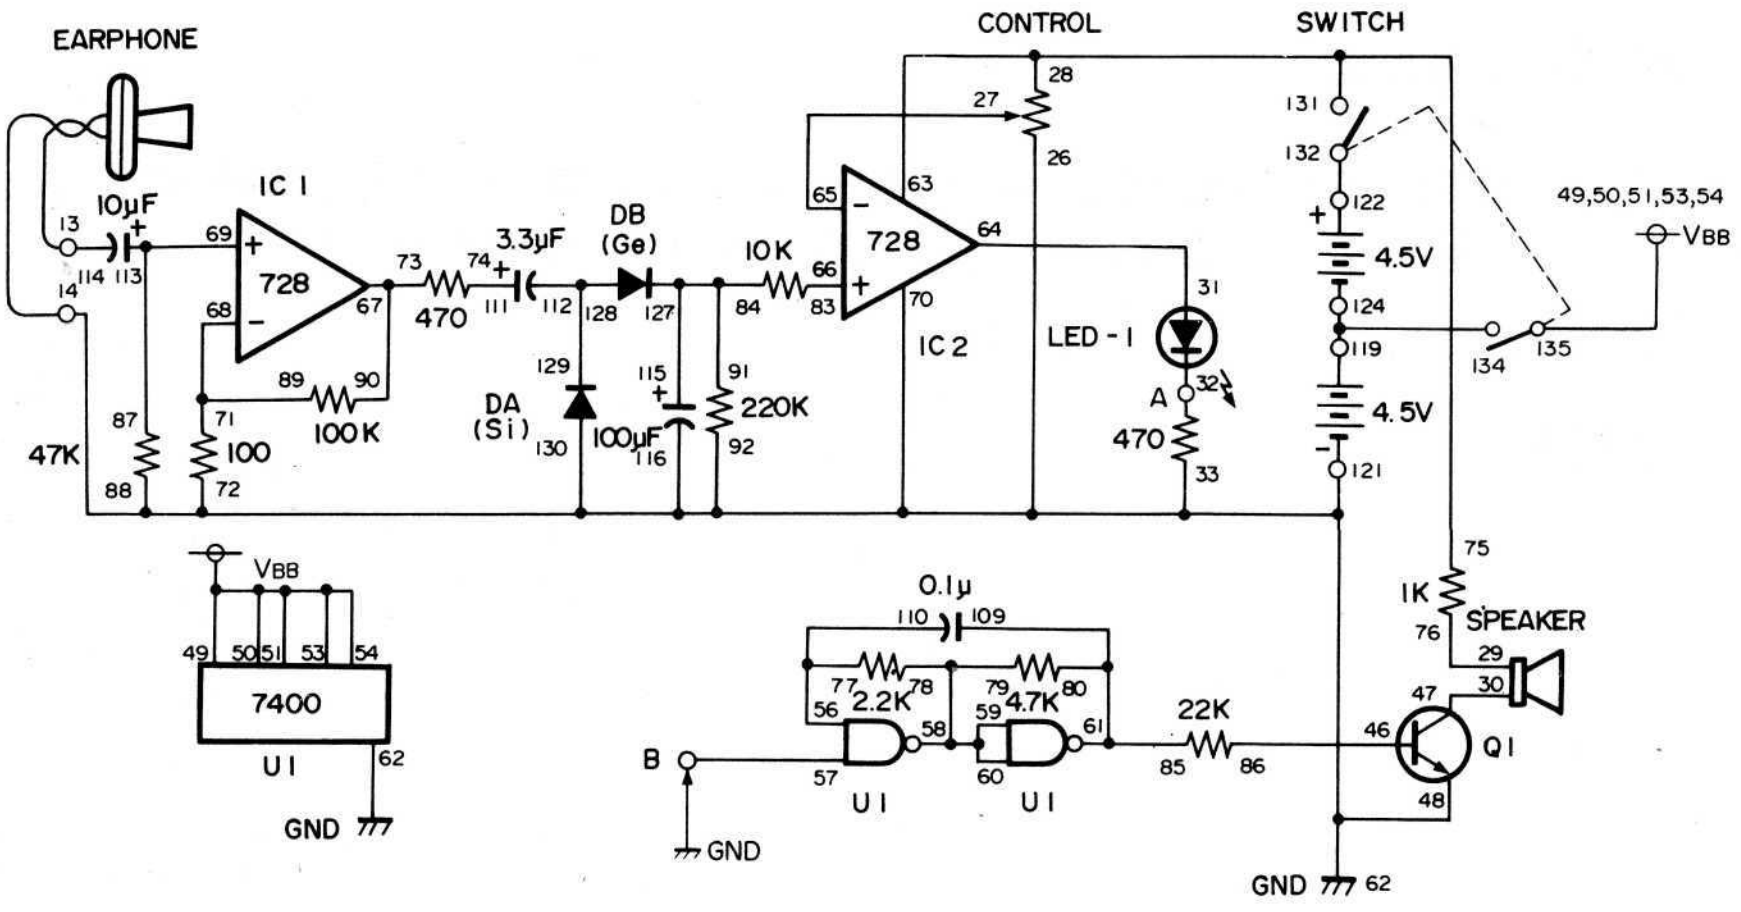 CONTROL
SWITCH
EARPHONE
28
27
131
26
132
IC 1
10µF
+
65
-
63
122
+
49,50,51,53,54
VBB
13
69
+
114
113
728
73
3.3µF
74
+
DB
(Ge)
10K
66
+
728
64
4.5V
14
68
-
67
470
111
112
128
127
84
83
70
IC 2
31
124
LED - 1
119
134
135
89
90
129
115
+
91
32
A
87
71
100K
DA
(Si)
100µF
220K
470
4.5V
47K
100
130
116
92
33
-
121
88
72
VBB
75
0.1µ
110
109
1K
76
SPEAKER
49
50
51
53
54
77
78
79
80
29
30
7400
2.2K
4.7K
22K
47
56
58
59
61
46
Q1
U1
62
B
57
60
85
86
48
U1
U1
GND
GND
GND
62